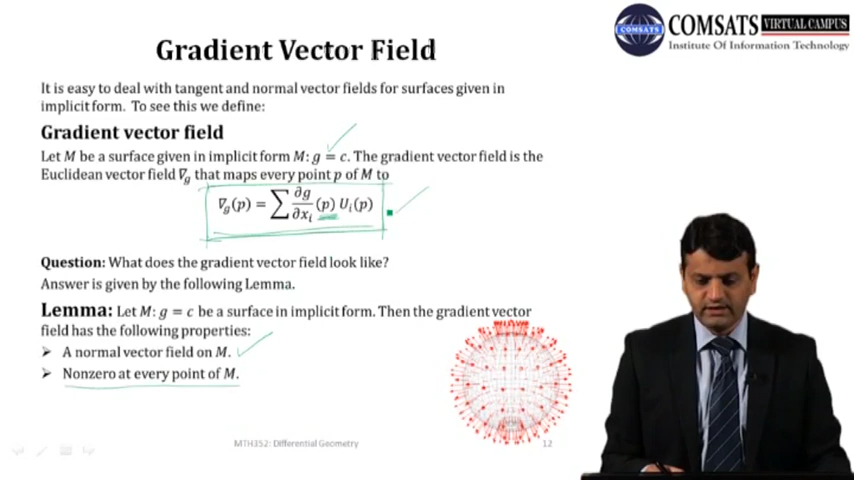 COMSATS VIRTUAL CAMPUS
COMSATS
Institute Of Information Technology
Gradient Vector Field
It is easy to deal with tangent and normal vector fields for surfaces given in
implicit form. To see this we define:
Gradient vector field
Let M be a surface given in implicit form M: g = c. The gradient vector field is the
Euclidean vector field ∇g that maps every point p of M to
∇g(p) = ∑ ∂g/∂xi (p) Ui(p)
Question: What does the gradient vector field look like?
Answer is given by the following Lemma.
Lemma: Let M: g = c be a surface in implicit form. Then the gradient vector
field has the following properties:
➢ A normal vector field on M.
➢ Nonzero at every point of M.
MTH352: Differential Geometry
12